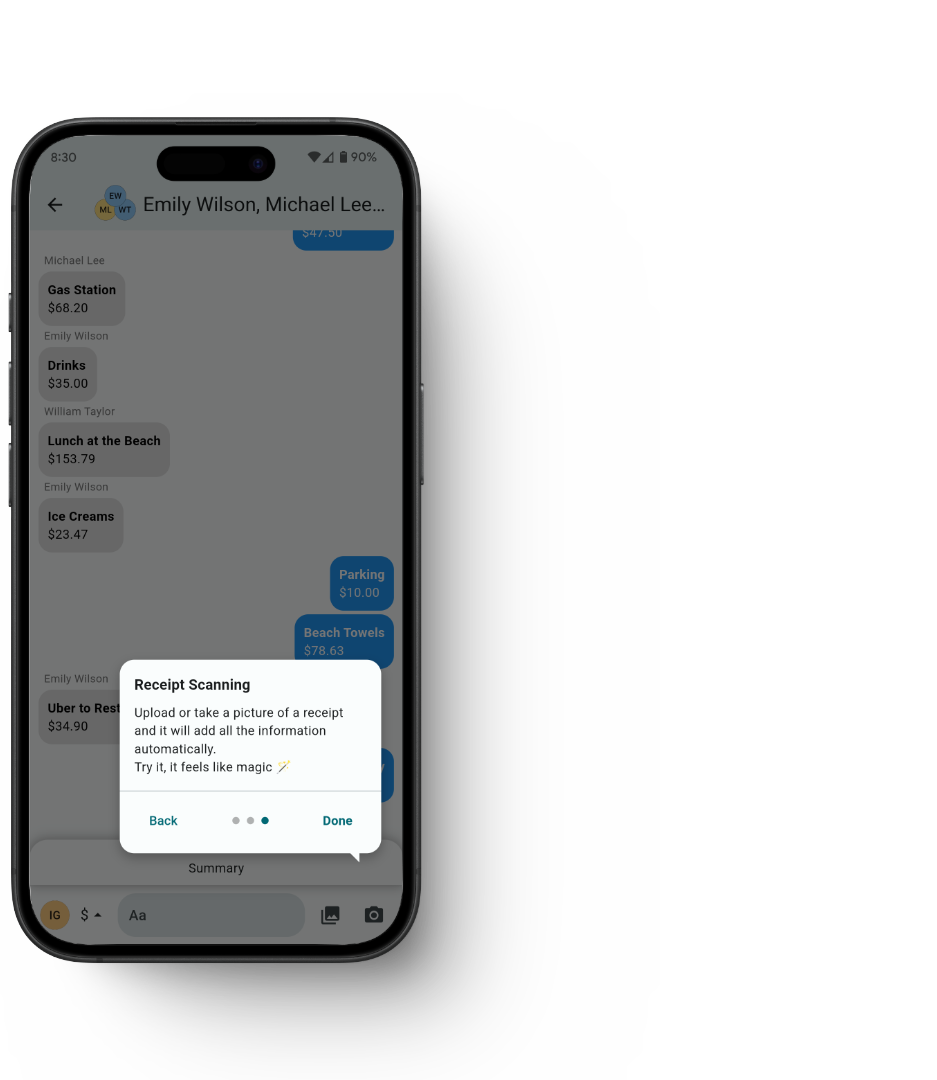 8:30
90%
EW
ML WT
Emily Wilson, Michael Lee...
$47.50
Michael Lee
Gas Station
$68.20
Emily Wilson
Drinks
$35.00
William Taylor
Lunch at the Beach
$153.79
Emily Wilson
Ice Creams
$23.47
Parking
$10.00
Beach Towels
$78.63
Emily Wilson
Uber to Rest
$34.90
Receipt Scanning
Upload or take a picture of a receipt
and it will add all the information
automatically.
Try it, it feels like magic 🪄
Back
Done
Summary
IG
$
Aa